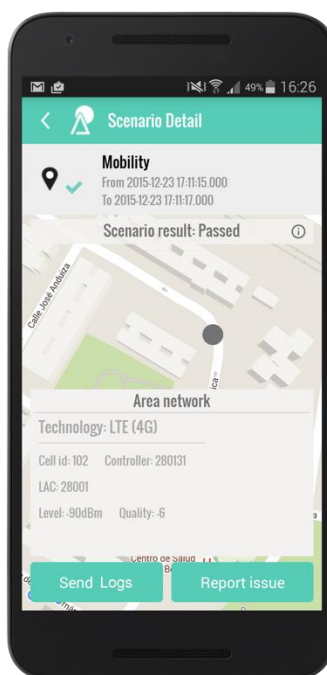 49% 16:26
Scenario Detail
Mobility
From 2015-12-23 17:11:15.000
To 2015-12-23 17:11:17.000
Scenario result: Passed
Calle José Anduiza
Area network
Technology: LTE (4G)
Cell id: 102 Controller: 280131
LAC: 28001
Level: -90dBm Quality: -6
Centro de Salud
Send Logs Report issue